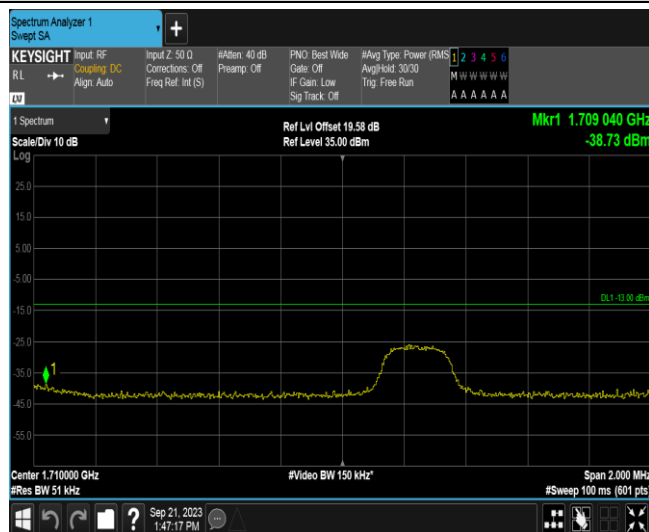 Spectrum Analyzer 1
Swept SA
+
KEYSIGHT
RL
LXI
Input: RF
Coupling: DC
Align: Auto
Input Z: 50 Ω
Corrections: Off
Freq Ref: Int (S)
#Atten: 40 dB
Preamp: Off
PNO: Best Wide
Gate: Off
IF Gain: Low
Sig Track: Off
#Avg Type: Power (RMS
Avg|Hold: 30/30
Trig: Free Run
1 2 3 4 5 6
M W W W W W
A A A A A A
1 Spectrum
Scale/Div 10 dB
Log
Ref Lvl Offset 19.58 dB
Ref Level 35.00 dBm
Mkr1 1.709 040 GHz
-38.73 dBm
25.0
15.0
5.00
-5.00
DL1 -13.00 dBm
-15.0
-25.0
-35.0
1
-45.0
-55.0
Center 1.710000 GHz
#Res BW 51 kHz
#Video BW 150 kHz*
Span 2.000 MHz
#Sweep 100 ms (601 pts)
?
Sep 21, 2023
1:47:17 PM